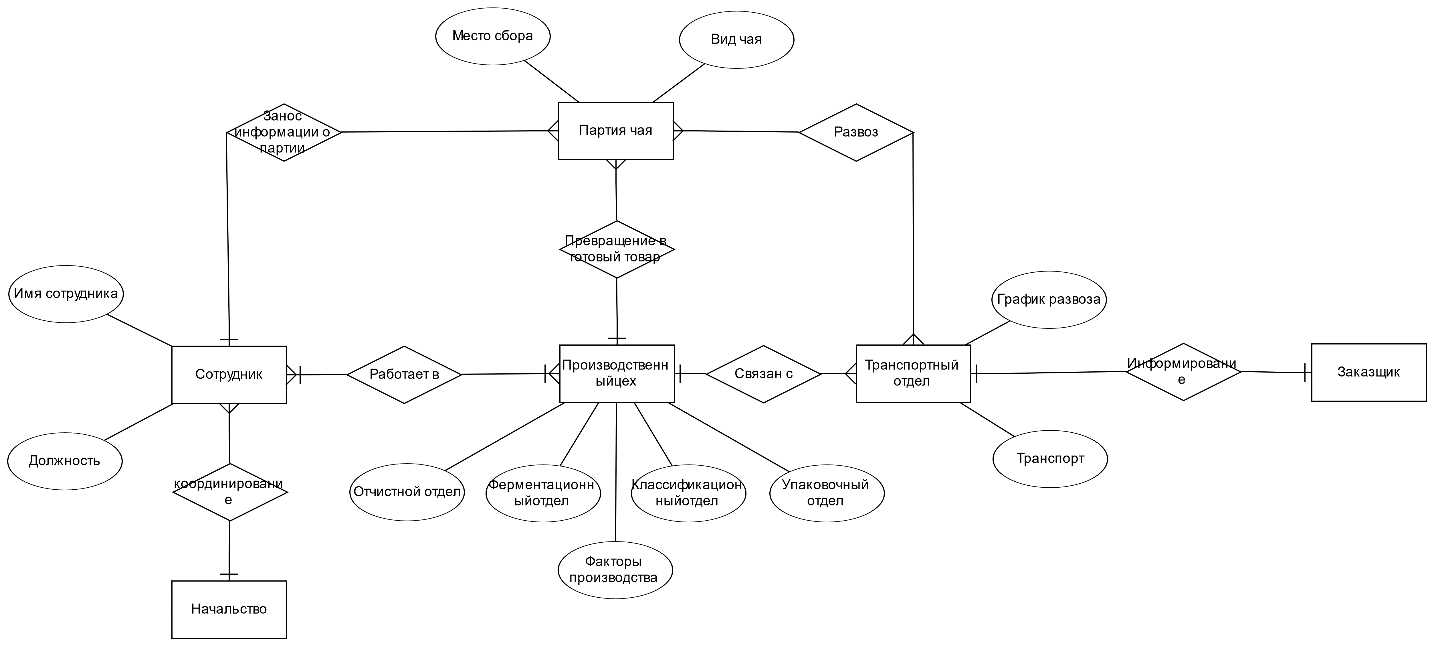 Место сбора
Вид чая
Занос
информации о
партии
Партия чая
Развоз
Превращение в
готовый товар
Имя сотрудника
График развоза
Сотрудник
Работает в
Производственн
ыйцех
Связан с
Транспортный
отдел
Информировани
е
Заказщик
Должность
Транспорт
координировани
е
Отчистной отдел
Ферментационн
ыйотдел
Классификацион
ныйотдел
Упаковочный
отдел
Факторы
производства
Начальство